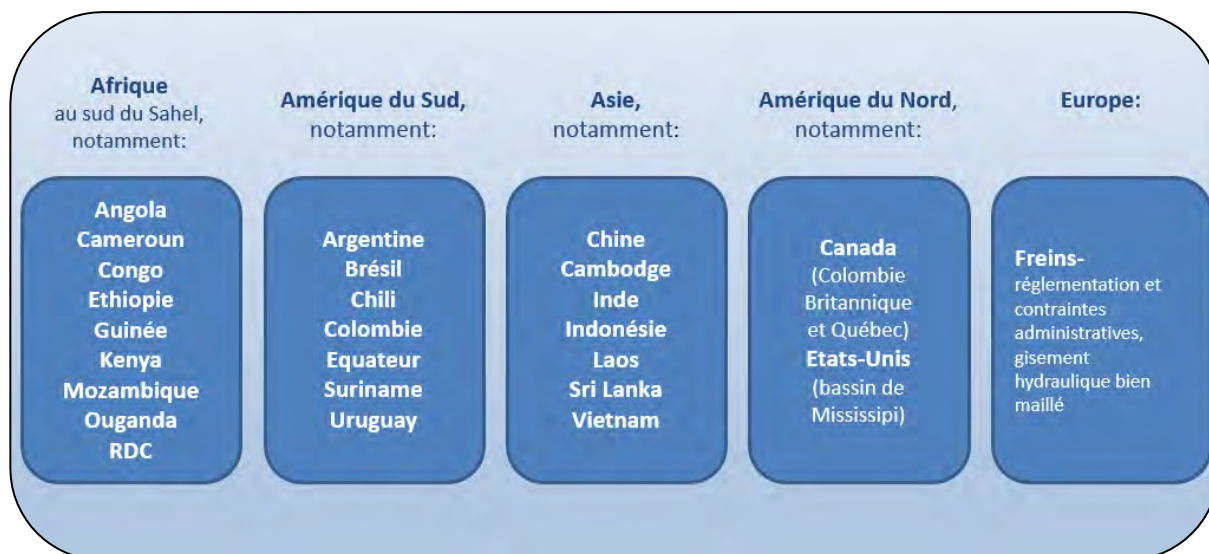 Afrique
au sud du Sahel,
notamment:
Angola
Cameroun
Congo
Ethiopie
Guinée
Kenya
Mozambique
Ouganda
RDC
Amérique du Sud,
notamment:
Argentine
Brésil
Chili
Colombie
Equateur
Suriname
Uruguay
Asie,
notamment:
Chine
Cambodge
Inde
Indonésie
Laos
Sri Lanka
Vietnam
Amérique du Nord,
notamment:
Canada
(Colombie
Britannique
et Québec)
Etats-Unis
(bassin de
Mississipi)
Europe:
Freins-
réglementation et
contraintes
administratives,
gisement
hydraulique bien
maillé